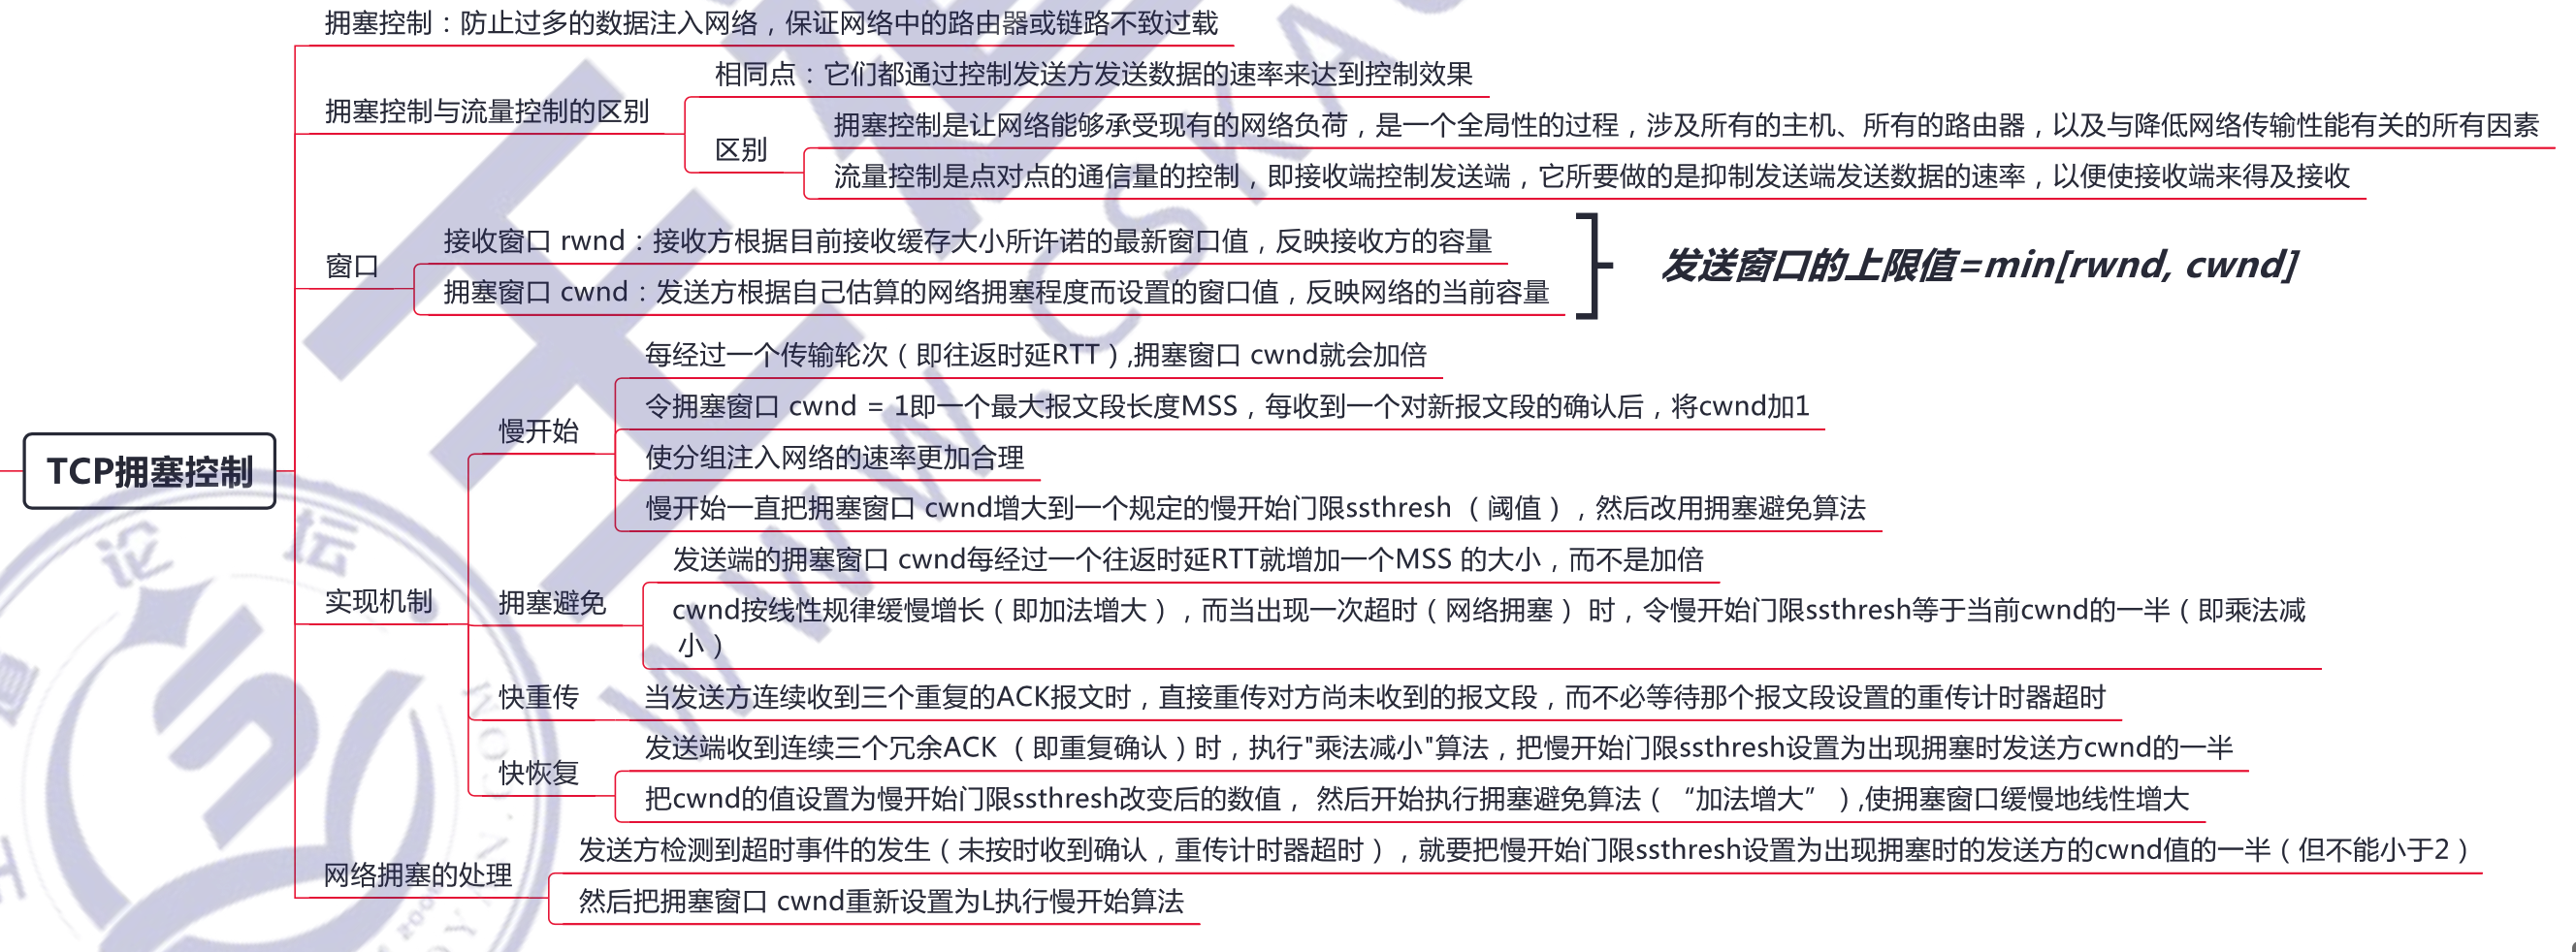 拥塞控制：防止过多的数据注入网络，保证网络中的路由器或链路不致过载
相同点：它们都通过控制发送方发送数据的速率来达到控制效果
拥塞控制与流量控制的区别
拥塞控制是让网络能够承受现有的网络负荷，是一个全局性的过程，涉及所有的主机、所有的路由器，以及与降低网络传输性能有关的所有因素
区别
流量控制是点对点的通信量的控制，即接收端控制发送端，它所要做的是抑制发送端发送数据的速率，以便使接收端来得及接收
接收窗口 rwnd：接收方根据目前接收缓存大小所许诺的最新窗口值，反映接收方的容量
窗口
发送窗口的上限值=min[rwnd, cwnd]
拥塞窗口 cwnd：发送方根据自己估算的网络拥塞程度而设置的窗口值，反映网络的当前容量
每经过一个传输轮次（即往返时延RTT）,拥塞窗口 cwnd就会加倍
令拥塞窗口 cwnd = 1即一个最大报文段长度MSS，每收到一个对新报文段的确认后，将cwnd加1
慢开始
使分组注入网络的速率更加合理
TCP拥塞控制
慢开始一直把拥塞窗口 cwnd增大到一个规定的慢开始门限ssthresh （阈值），然后改用拥塞避免算法
发送端的拥塞窗口 cwnd每经过一个往返时延RTT就增加一个MSS 的大小，而不是加倍
实现机制
拥塞避免
cwnd按线性规律缓慢增长（即加法增大），而当出现一次超时（网络拥塞） 时，令慢开始门限ssthresh等于当前cwnd的一半（即乘法减
小）
快重传
当发送方连续收到三个重复的ACK报文时，直接重传对方尚未收到的报文段，而不必等待那个报文段设置的重传计时器超时
发送端收到连续三个冗余ACK （即重复确认）时，执行"乘法减小"算法，把慢开始门限ssthresh设置为出现拥塞时发送方cwnd的一半
快恢复
把cwnd的值设置为慢开始门限ssthresh改变后的数值， 然后开始执行拥塞避免算法（ “加法增大” ）,使拥塞窗口缓慢地线性增大
发送方检测到超时事件的发生（未按时收到确认，重传计时器超时），就要把慢开始门限ssthresh设置为出现拥塞时的发送方的cwnd值的一半（但不能小于2）
网络拥塞的处理
然后把拥塞窗口 cwnd重新设置为L执行慢开始算法
论 坛
WWW.CSKA